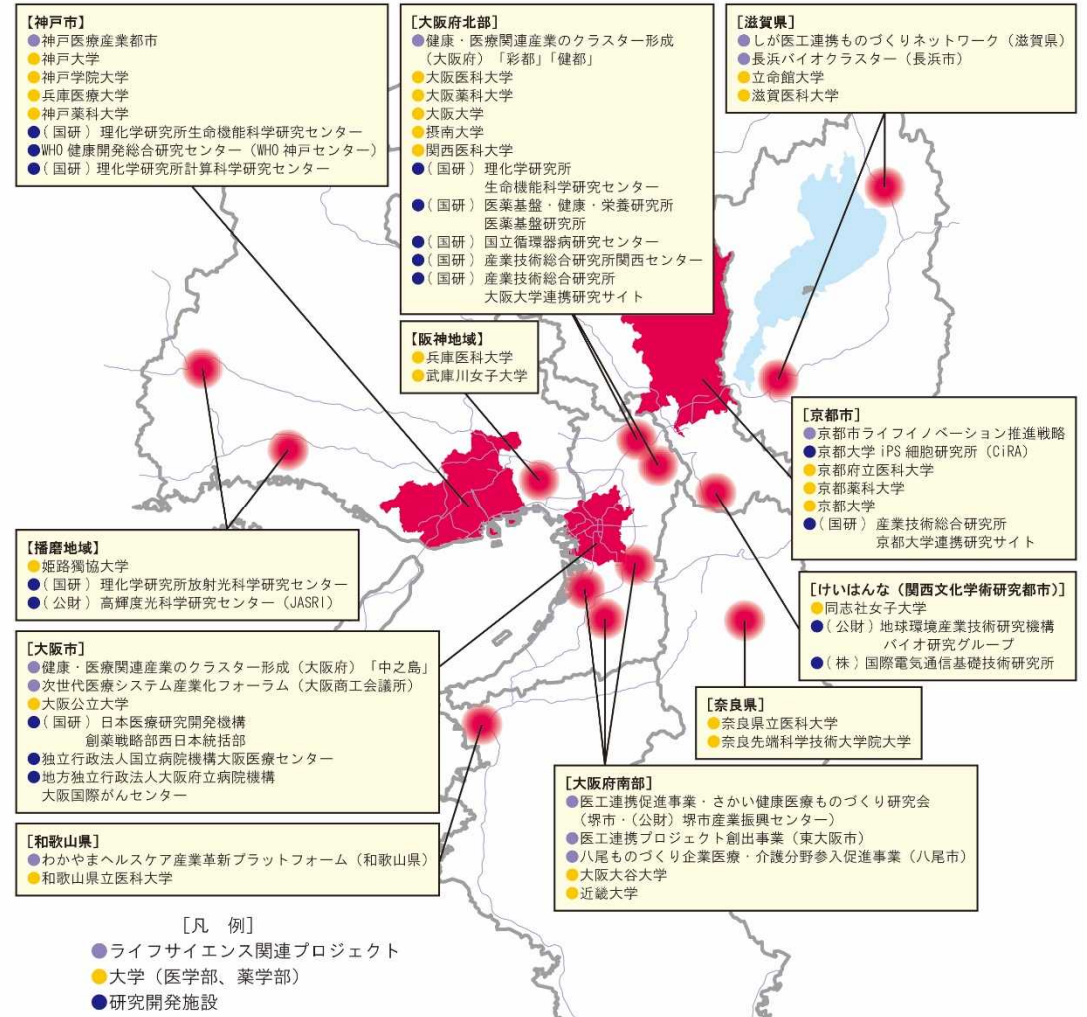 【神戸市】
●神戸医療産業都市
●神戸大学
●神戸学院大学
●兵庫医療大学
●神戸薬科大学
●(国研)理化学研究所生命機能科学研究センター
●WHO健康開発総合研究センター(WHO神戸センター)
●(国研)理化学研究所計算科学研究センター
[大阪府北部]
●健康・医療関連産業のクラスター形成
(大阪府)「彩都」「健都」
●大阪医科大学
●大阪薬科大学
●大阪大学
●摂南大学
●関西医科大学
●(国研)理化学研究所
生命機能科学研究センター
●(国研)医薬基盤・健康・栄養研究所
医薬基盤研究所
●(国研)国立循環器病研究センター
●(国研)産業技術総合研究所関西センター
●(国研)産業技術総合研究所
大阪大学連携研究サイト
[滋賀県]
●しが医工連携ものづくりネットワーク(滋賀県)
●長浜バイオクラスター(長浜市)
●立命館大学
●滋賀医科大学
【阪神地域】
●兵庫医科大学
●武庫川女子大学
[京都市]
●京都市ライフイノベーション推進戦略
●京都大学 iPS 細胞研究所(CiRA)
●京都府立医科大学
●京都薬科大学
●京都大学
●(国研)産業技術総合研究所
京都大学連携研究サイト
【播磨地域】
●姫路獨協大学
●(国研)理化学研究所放射光科学研究センター
●(公財)高輝度光科学研究センター(JASRI)
[けいはんな(関西文化学術研究都市)]
●同志社女子大学
●(公財)地球環境産業技術研究機構
バイオ研究グループ
●(株)国際電気通信基礎技術研究所
[大阪市]
●健康・医療関連産業のクラスター形成(大阪府)「中之島」
●次世代医療システム産業化フォーラム(大阪商工会議所)
●大阪公立大学
●(国研)日本医療研究開発機構
創薬戦略部西日本統括部
●独立行政法人国立病院機構大阪医療センター
●地方独立行政法人大阪府立病院機構
大阪国際がんセンター
[奈良県]
●奈良県立医科大学
●奈良先端科学技術大学院大学
[大阪府南部]
●医工連携促進事業・さかい健康医療ものづくり研究会
(堺市・(公財)堺市産業振興センター)
●医工連携プロジェクト創出事業(東大阪市)
●八尾ものづくり企業医療・介護分野参入促進事業(八尾市)
●大阪大谷大学
●近畿大学
[和歌山県]
●わかやまヘルスケア産業革新プラットフォーム(和歌山県)
●和歌山県立医科大学
[凡 例]
●ライフサイエンス関連プロジェクト
●大学(医学部、薬学部)
●研究開発施設